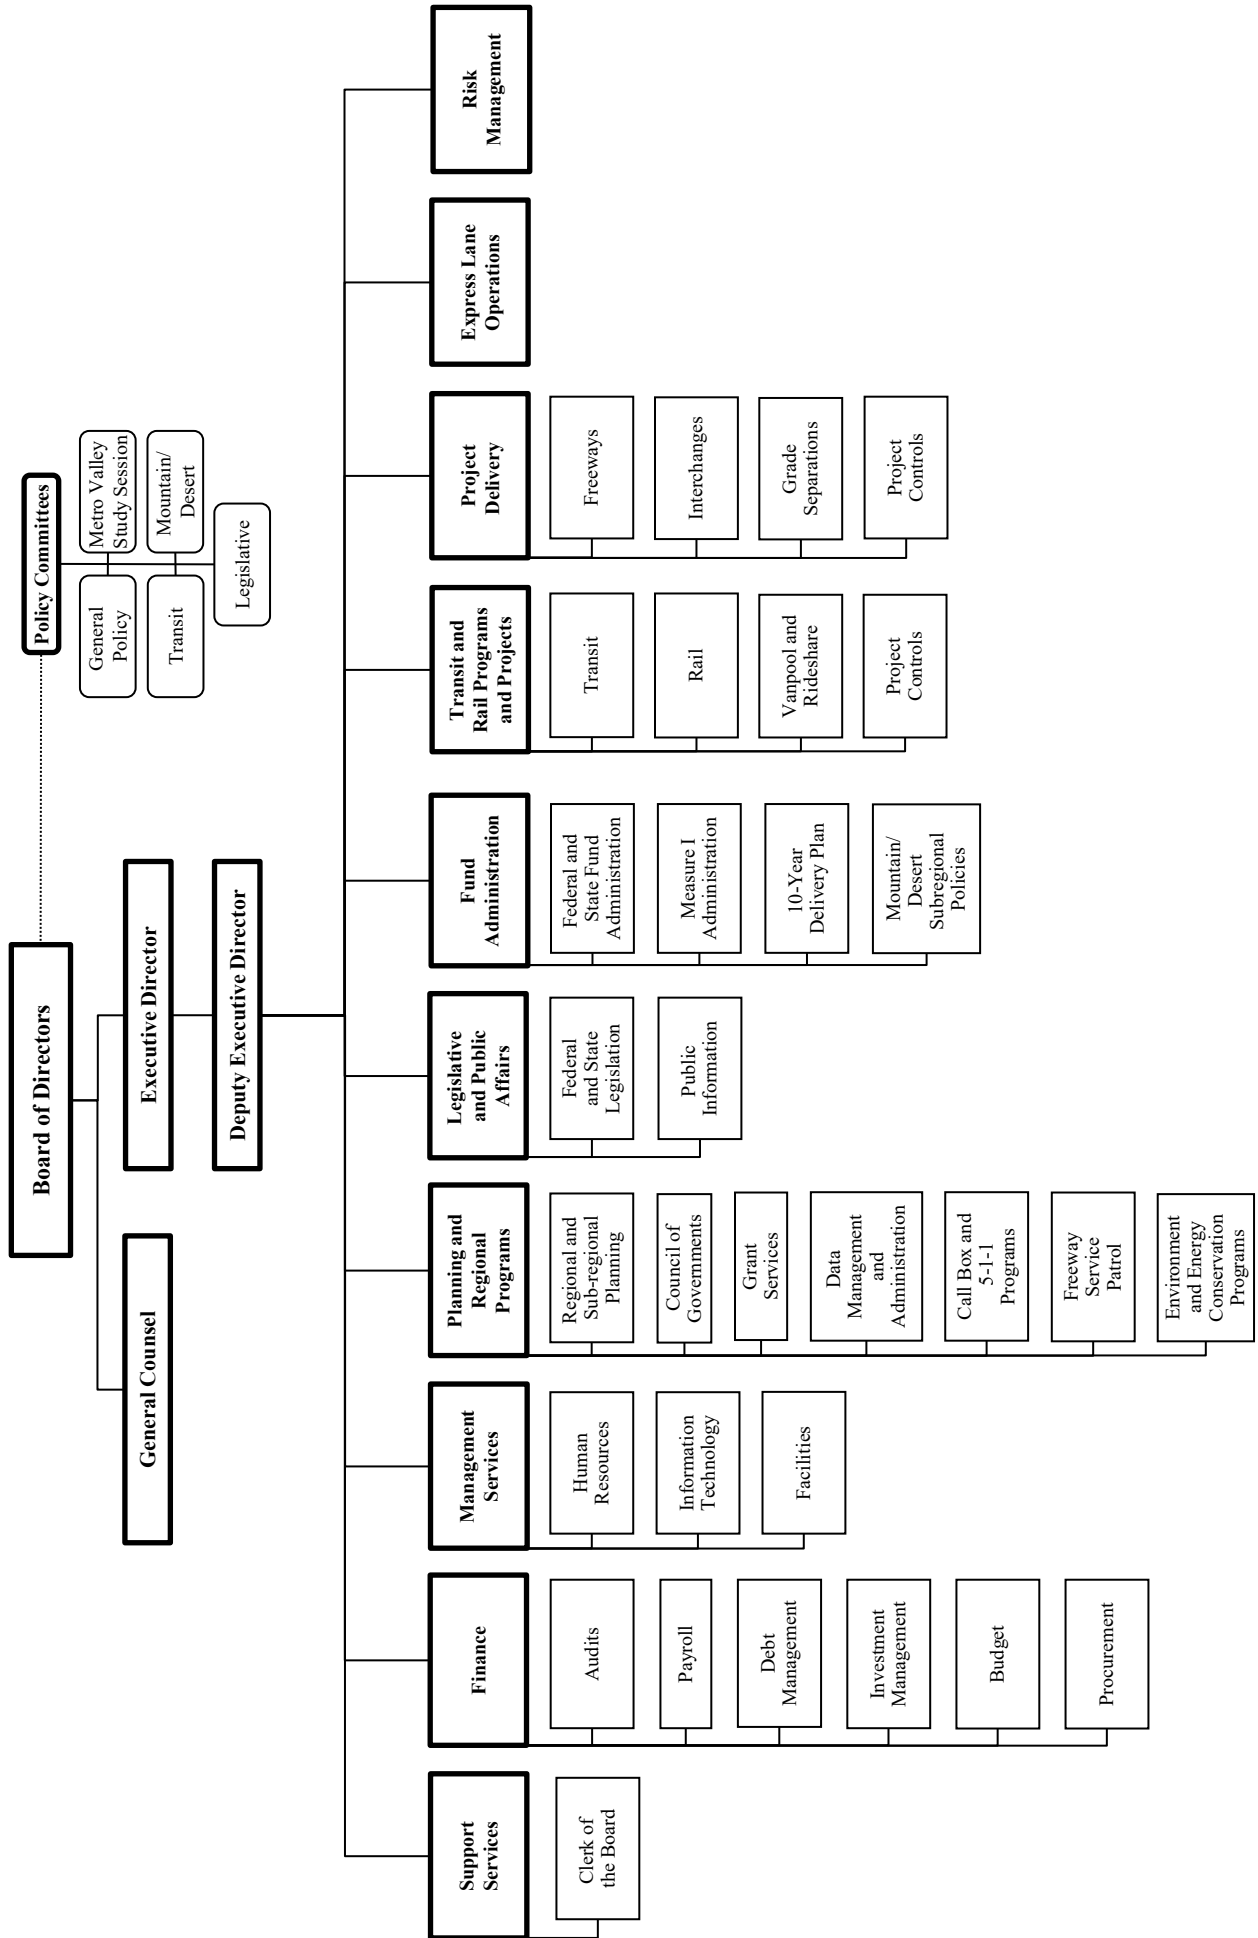 Board of Directors
Policy Committees
General
Policy
Metro Valley
Study Session
Transit
Mountain/
Desert
Legislative
General Counsel
Executive Director
Deputy Executive Director
Support
Services
Clerk of
the Board
Finance
Audits
Payroll
Debt
Management
Investment
Management
Budget
Procurement
Management
Services
Human
Resources
Information
Technology
Facilities
Planning and
Regional
Programs
Regional and
Sub-regional
Planning
Council of
Governments
Grant
Services
Data
Management
and
Administration
Call Box and
5-1-1
Programs
Freeway
Service
Patrol
Environment
and Energy
Conservation
Programs
Legislative
and Public
Affairs
Federal
and State
Legislation
Public
Information
Fund
Administration
Federal and
State Fund
Administration
Measure I
Administration
10-Year
Delivery Plan
Mountain/
Desert
Subregional
Policies
Transit and
Rail Programs
and Projects
Transit
Rail
Vanpool and
Rideshare
Project
Controls
Project
Delivery
Freeways
Interchanges
Grade
Separations
Project
Controls
Express Lane
Operations
Risk
Management